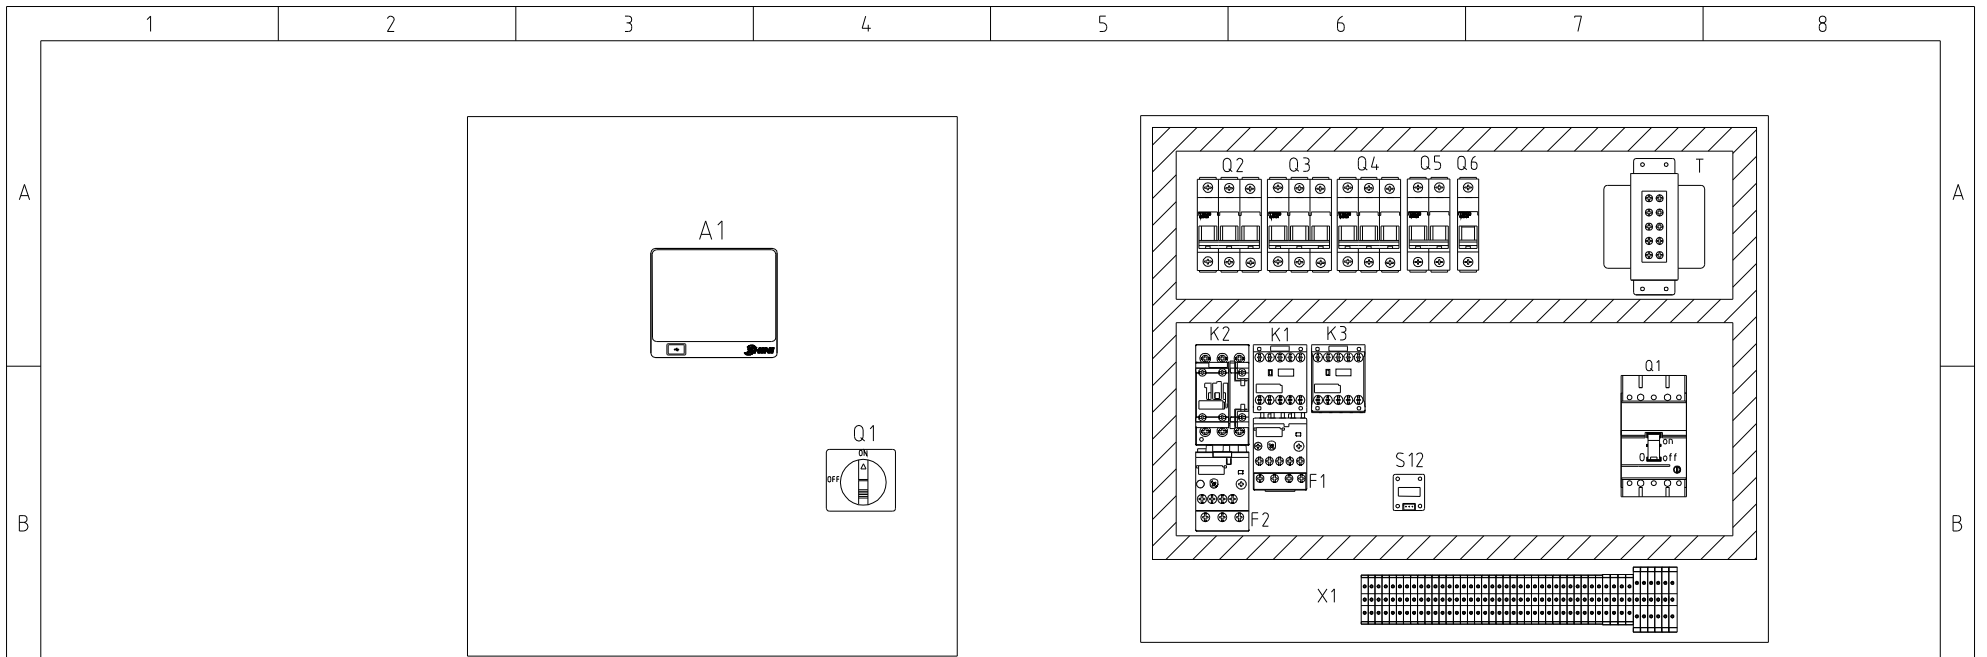 1 2 3 4 5 6 7 8
A
A
Q2 Q3 Q4 Q5 Q6 T
A1
K2 K1 K3
Q1
Q1
ON
OFF
on
O off
S12
F1
F2
B
B
X1